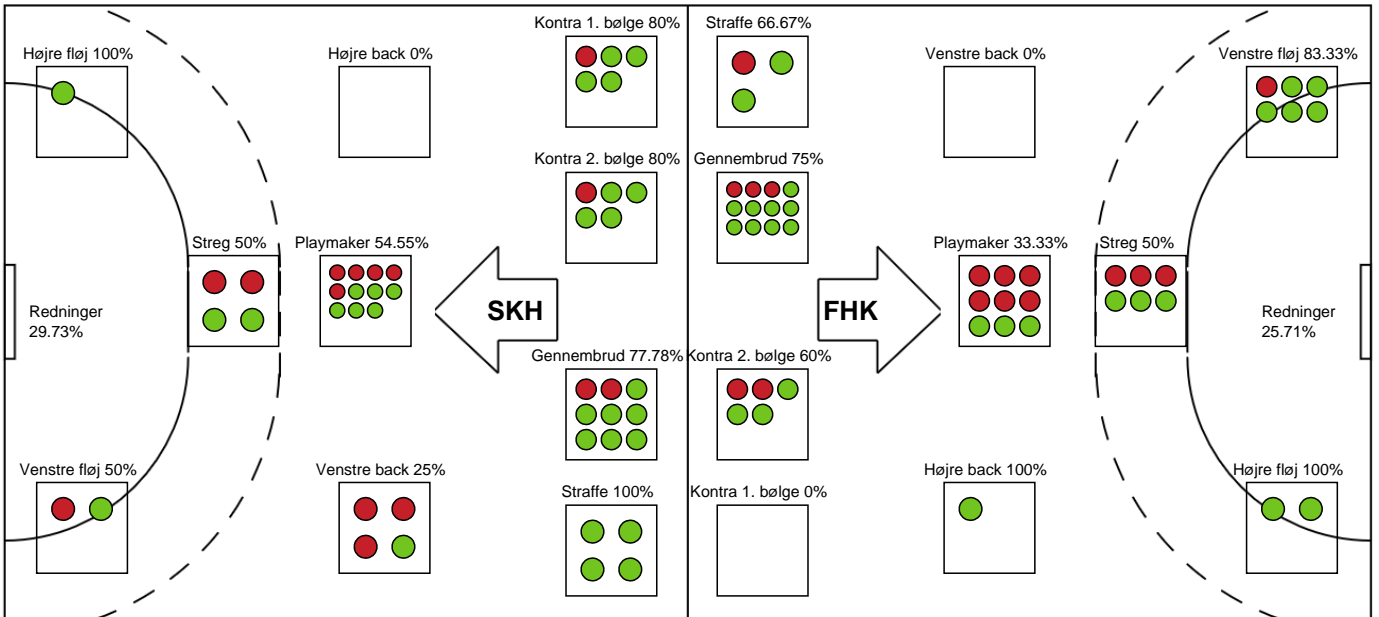 Kontra 1. bølge 80%
Straffe 66.67%
Højre fløj 100%
Højre back 0%
Venstre back 0%
Venstre fløj 83.33%
Kontra 2. bølge 80%
Gennembrud 75%
Streg 50%
Playmaker 54.55%
Playmaker 33.33%
Streg 50%
Redninger
29.73%
SKH
FHK
Redninger
25.71%
Gennembrud 77.78%
Kontra 2. bølge 60%
Venstre fløj 50%
Venstre back 25%
Højre back 100%
Højre fløj 100%
Straffe 100%
Kontra 1. bølge 0%